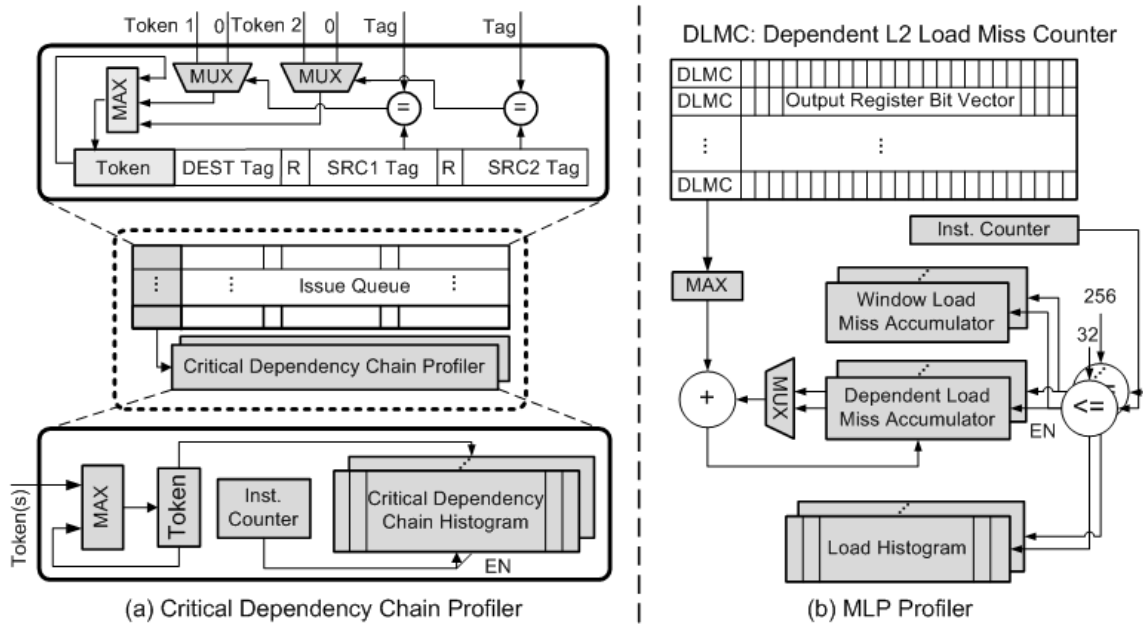 Token 1 0 Token 2 0 Tag Tag
MUX MUX
MAX
= =
Token DEST Tag R SRC1 Tag R SRC2 Tag
⋮ ⋮ Issue Queue ⋮
Critical Dependency Chain Profiler
Token(s)
MAX
Token
Inst.
Counter
Critical Dependency
Chain Histogram
EN
(a) Critical Dependency Chain Profiler
DLMC: Dependent L2 Load Miss Counter
DLMC
DLMC Output Register Bit Vector
⋮ ⋮
DLMC
Inst. Counter
MAX
Window Load
Miss Accumulator
256
32
+
MUX
Dependent Load
Miss Accumulator
<=
EN
Load Histogram
(b) MLP Profiler